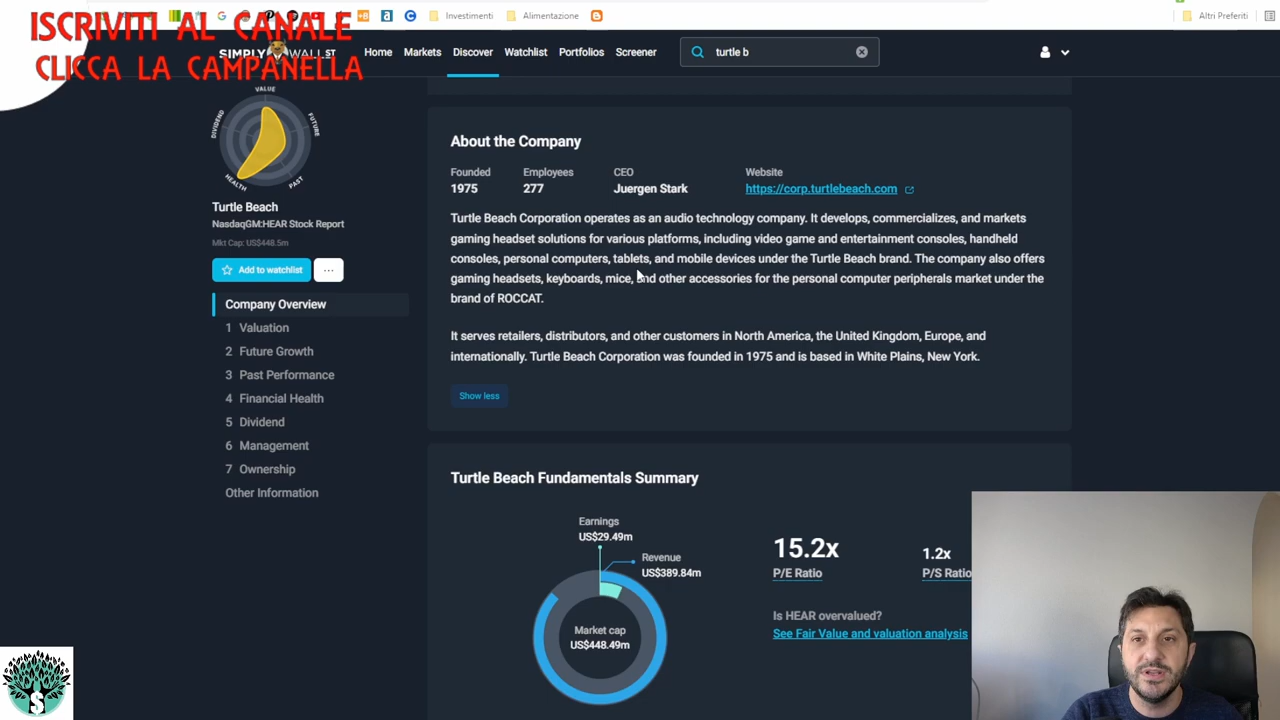 Investimenti
Alimentazione
Altri Preferiti
ISCRIVITI AL CANALE
CLICCA LA CAMPANELLA
SIMPLY WALL ST
Home
Markets
Discover
Watchlist
Portfolios
Screener
turtle b
VALUE
FUTURE
PAST
HEALTH
DIVIDEND
Turtle Beach
NasdaqGM:HEAR Stock Report
Mkt Cap: US$448.5m
Add to watchlist
...
Company Overview
1 Valuation
2 Future Growth
3 Past Performance
4 Financial Health
5 Dividend
6 Management
7 Ownership
Other Information
About the Company
Founded
1975
Employees
277
CEO
Juergen Stark
Website
https://corp.turtlebeach.com
Turtle Beach Corporation operates as an audio technology company. It develops, commercializes, and markets
gaming headset solutions for various platforms, including video game and entertainment consoles, handheld
consoles, personal computers, tablets, and mobile devices under the Turtle Beach brand. The company also offers
gaming headsets, keyboards, mice, and other accessories for the personal computer peripherals market under the
brand of ROCCAT.
It serves retailers, distributors, and other customers in North America, the United Kingdom, Europe, and
internationally. Turtle Beach Corporation was founded in 1975 and is based in White Plains, New York.
Show less
Turtle Beach Fundamentals Summary
Earnings
US$29.49m
Revenue
US$389.84m
Market cap
US$448.49m
15.2x
P/E Ratio
1.2x
P/S Ratio
Is HEAR overvalued?
See Fair Value and valuation analysis
$